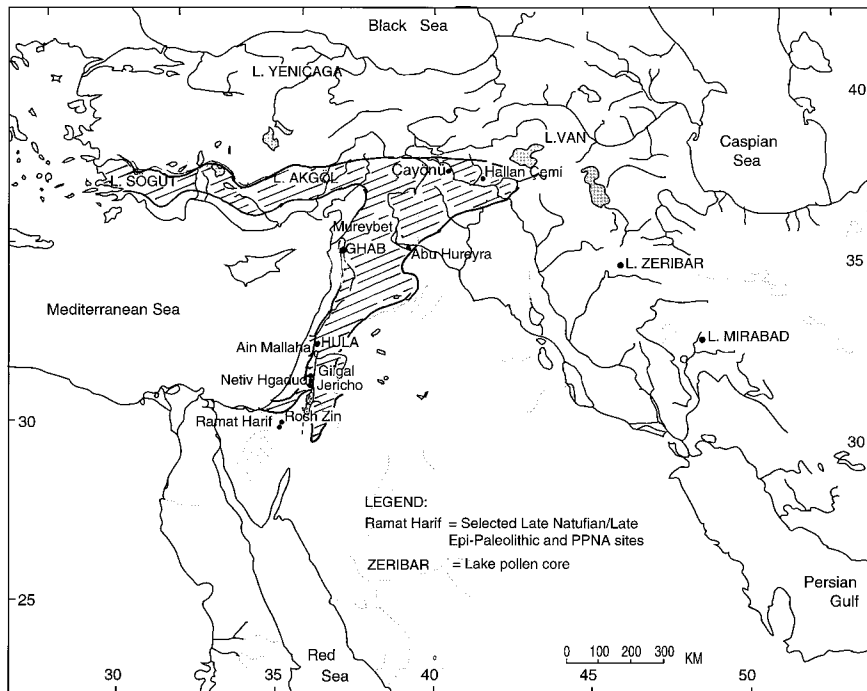 Black Sea
L. YENICAGA
40
L.VAN
Caspian
Sea
L. SOGUT
L. AKGOL
Cayonu
Hallan Cemi
Mureybet
GHAB
Abu Hureyra
35
L. ZERIBAR
Mediterranean Sea
L. MIRABAD
Ain Mallaha
HULA
Gilgal
Netiv Hgadud
Jericho
30
Ramat Harif
Rosh Zin
30
LEGEND:
Ramat Harif = Selected Late Natufian/Late
Epi-Paleolithic and PPNA sites
ZERIBAR = Lake pollen core
25
Persian
Gulf
Red
Sea
0 100 200 300 KM
30
35
40
45
50